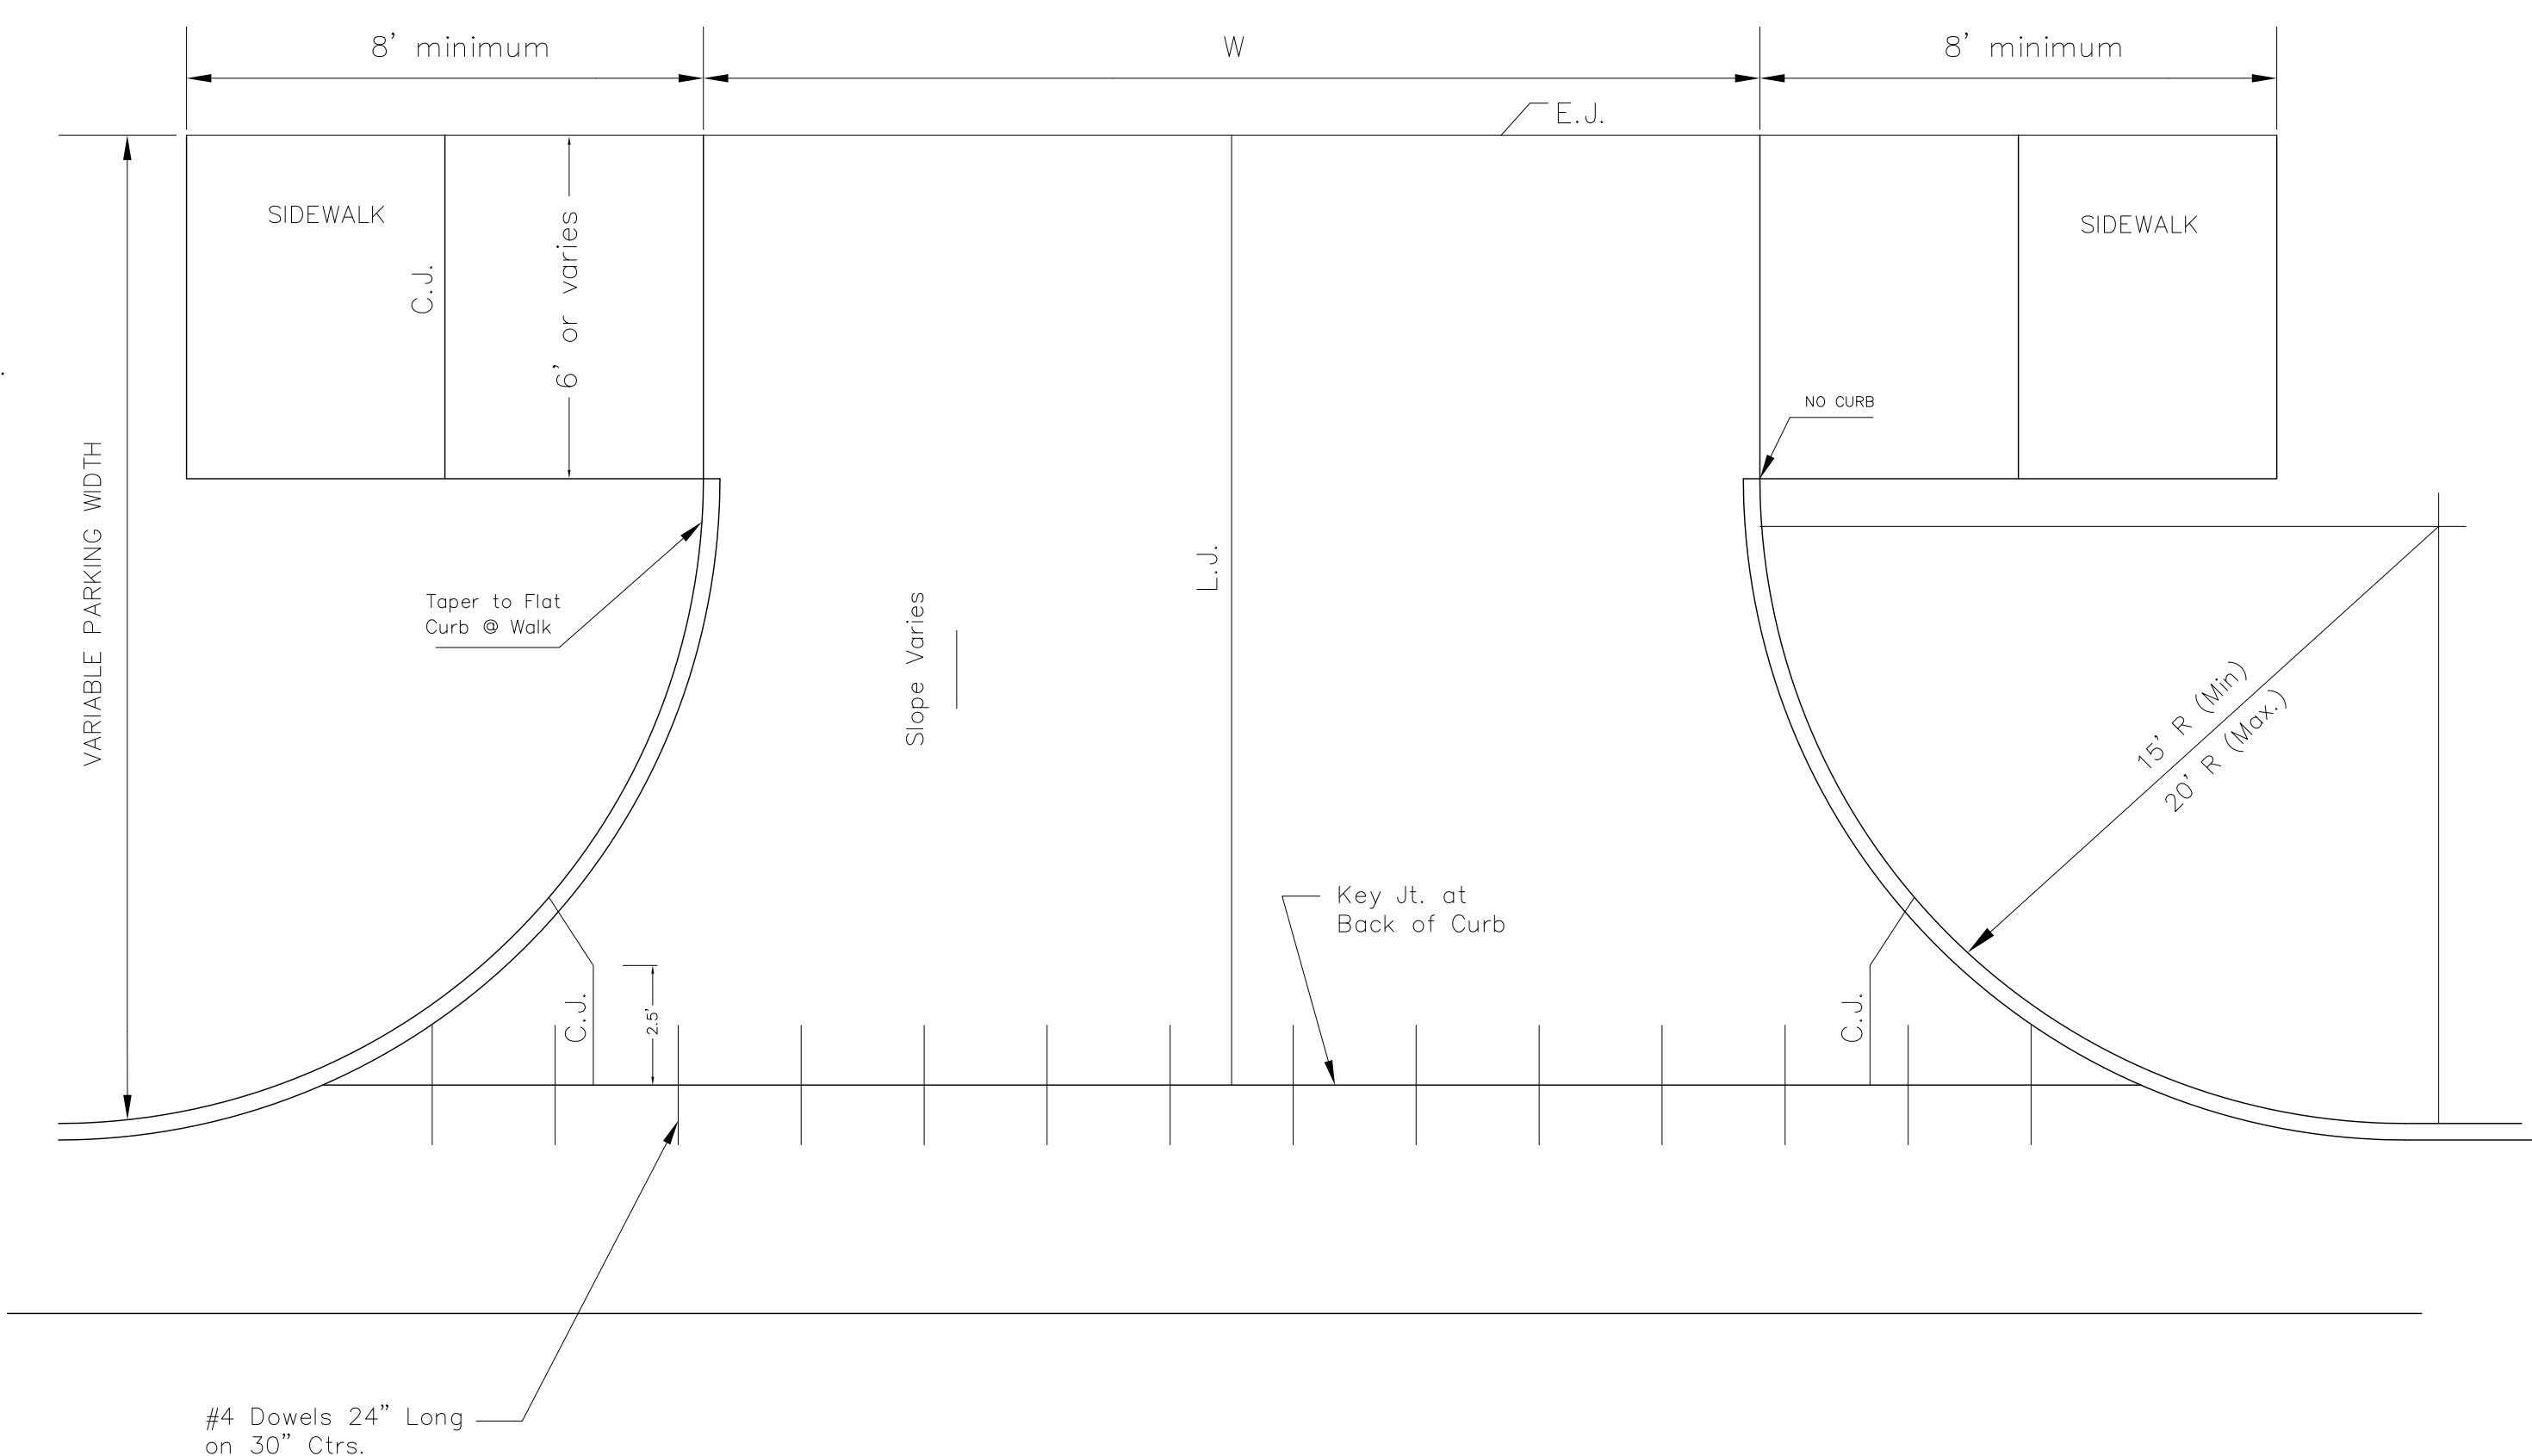 8' minimum
W
8' minimum
E.J.
SIDEWALK
SIDEWALK
C.J.
6' or varies
NO CURB
VARIABLE PARKING WIDTH
Taper to Flat
Curb @ Walk
L.J.
Slope Varies
15' R (Min)
20' R (Max.)
Key Jt. at
Back of Curb
C.J.
2.5'
C.J.
#4 Dowels 24" Long
on 30" Ctrs.